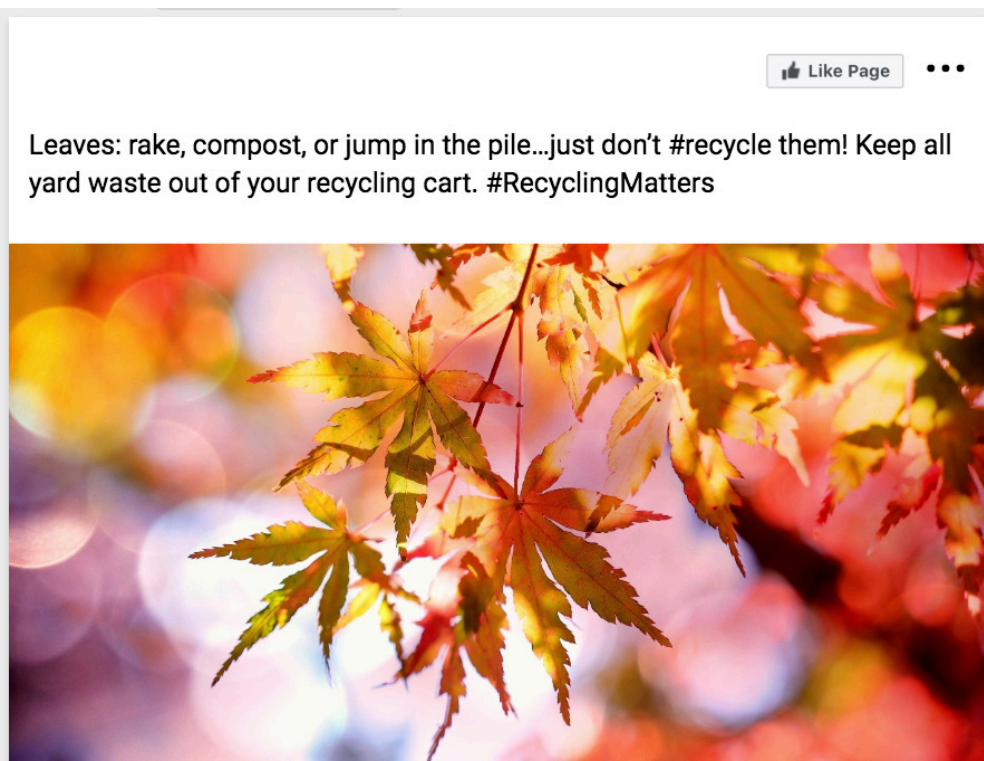 Like Page
Leaves: rake, compost, or jump in the pile...just don't #recycle them! Keep all
yard waste out of your recycling cart. #RecyclingMatters